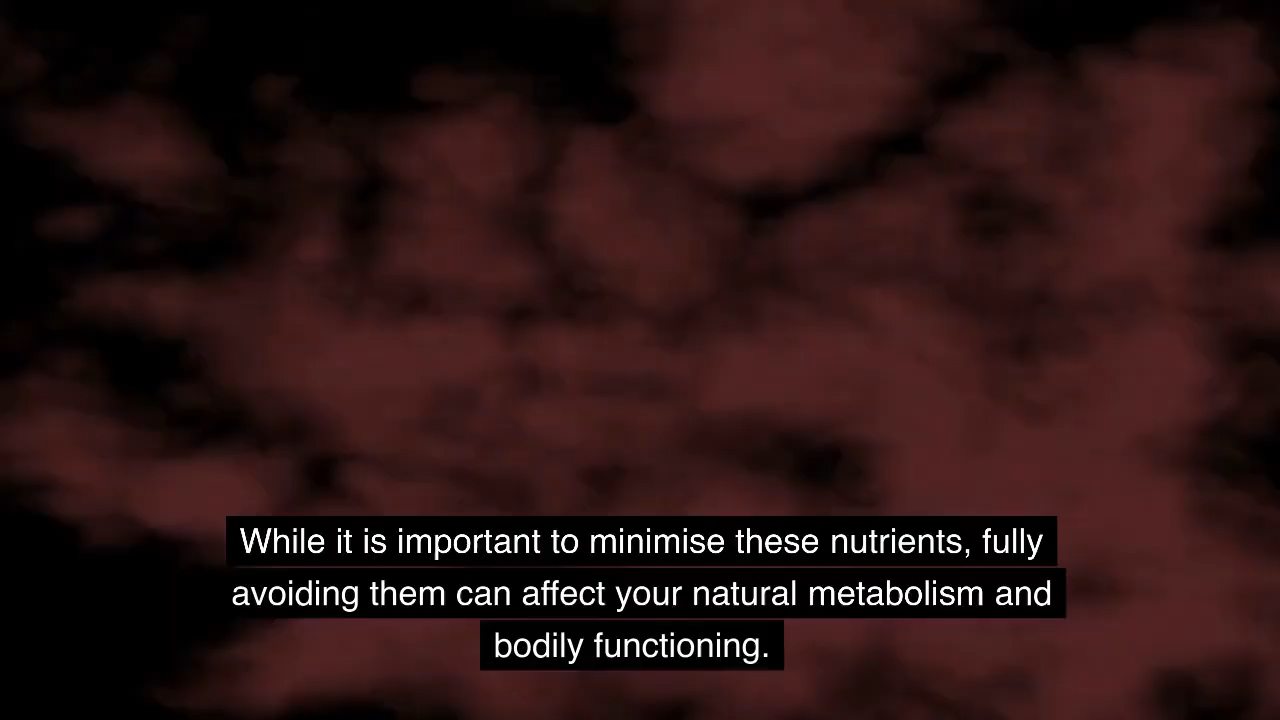 While it is important to minimise these nutrients, fully
avoiding them can affect your natural metabolism and
bodily functioning.